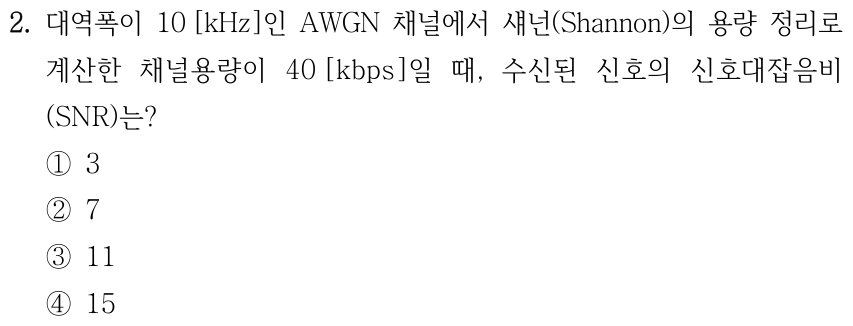 2. 대역폭이 10 [kHz]인 AWGN 채널에서 섀넌(Shannon)의 용량 정리로
계산한 채널용량이 40 [kbps]일 때, 수신된 신호의 신호대잡음비
(SNR)는?
① 3
② 7
③ 11
④ 15